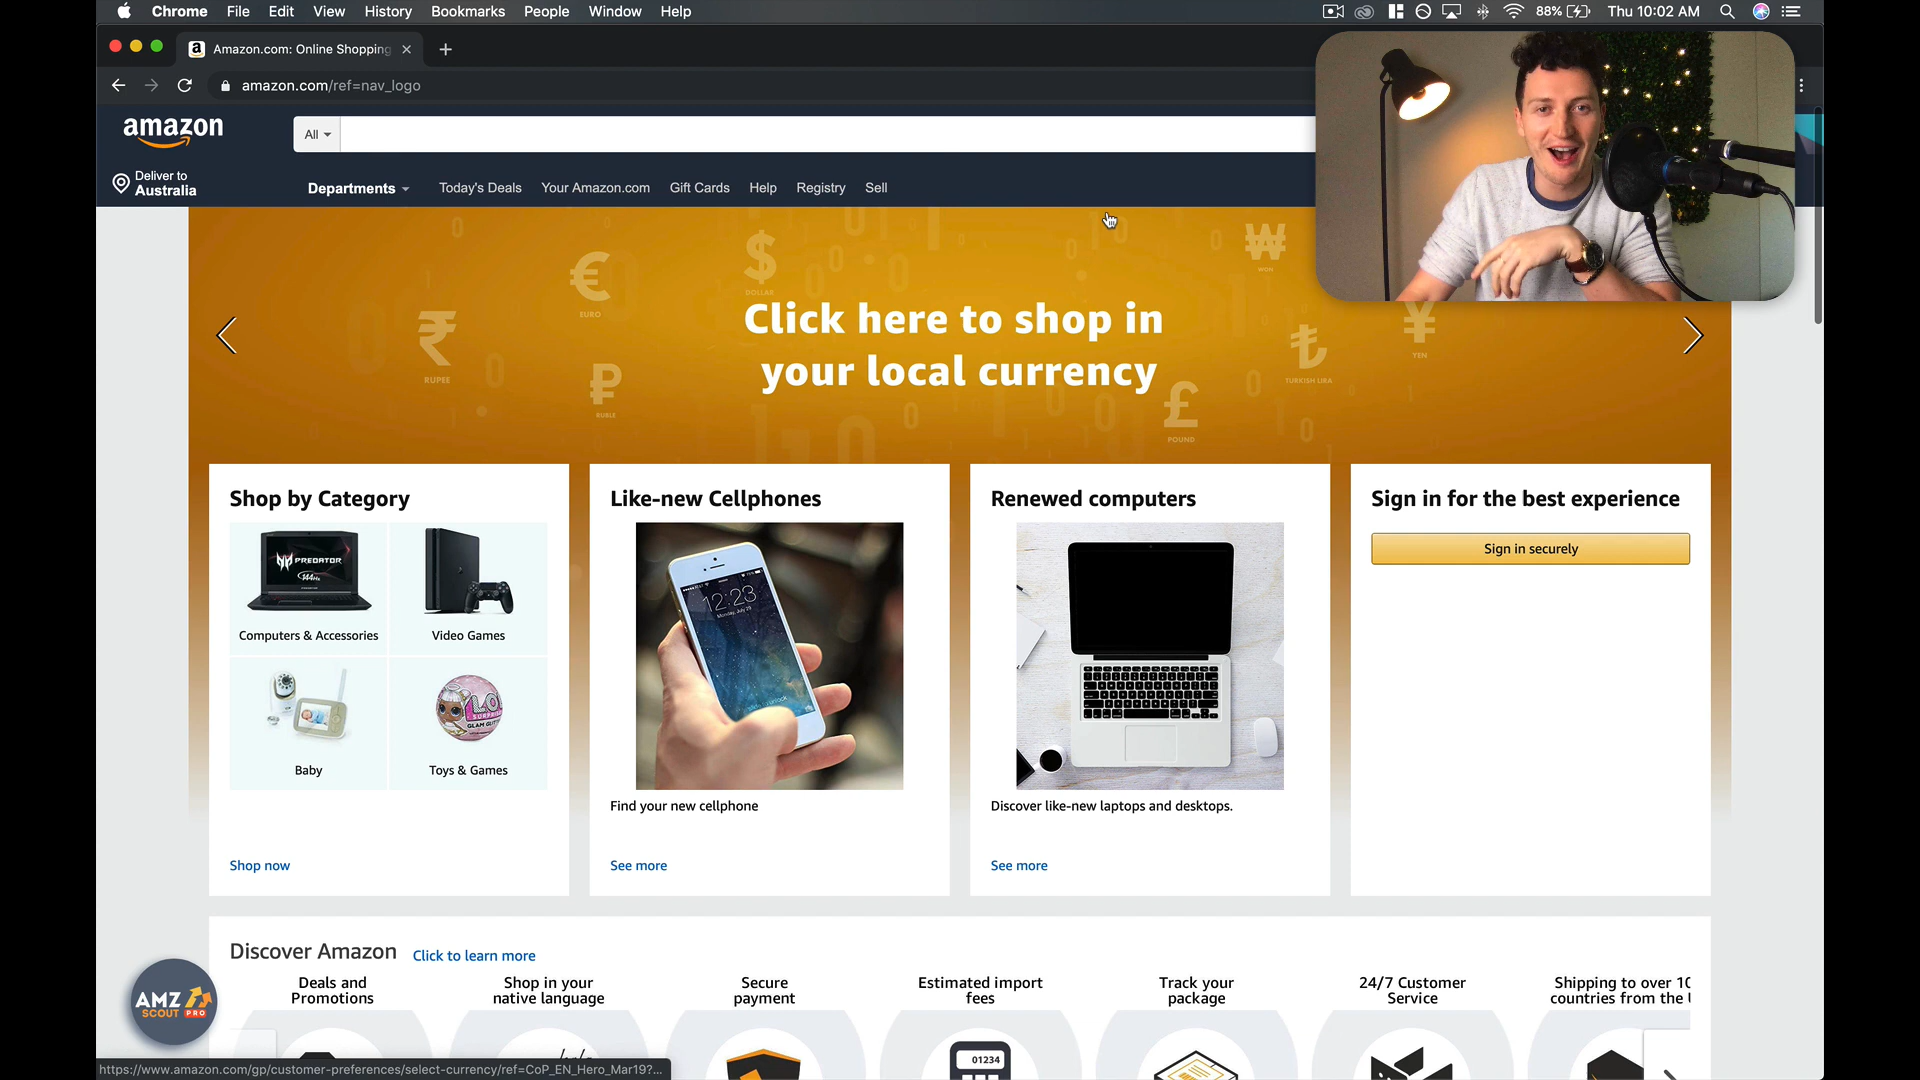 Chrome File Edit View History Bookmarks People Window Help
88% Thu 10:02 AM
a Amazon.com: Online Shopping
amazon.com/ref=nav_logo
amazon
All
Deliver to
Australia
Departments Today's Deals Your Amazon.com Gift Cards Help Registry Sell
Click here to shop in
your local currency
₹
RUPEE
€
EURO
₽
RUBLE
$
DOLLAR
£
POUND
₩
WON
₺
TURKISH LIRA
¥
YEN
Shop by Category
PREDATOR
144Hz
Computers & Accessories
Video Games
Baby
Toys & Games
Shop now
Like-new Cellphones
12:23
Monday, July 29
Find your new cellphone
See more
Renewed computers
Discover like-new laptops and desktops.
See more
Sign in for the best experience
Sign in securely
Discover Amazon Click to learn more
Deals and
Promotions
Shop in your
native language
Secure
payment
Estimated import
fees
Track your
package
24/7 Customer
Service
Shipping to over 10
countries from the
01234
AMZ
SCOUT PRO
https://www.amazon.com/gp/customer-preferences/select-currency/ref=CoP_EN_Hero_Mar19?...